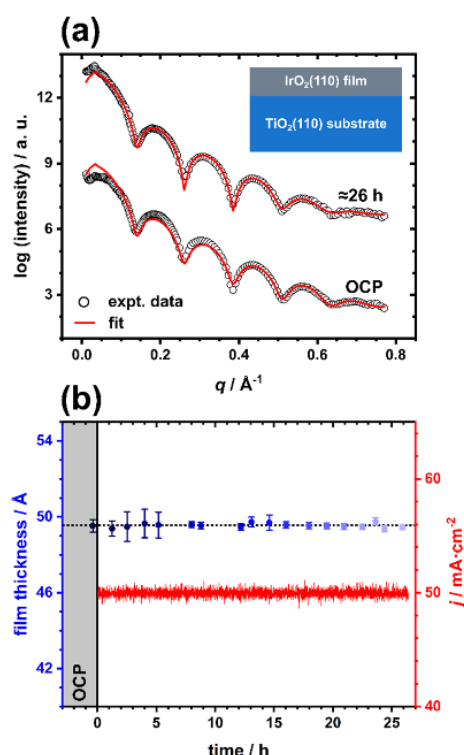 (a)
log (intensity) / a. u.
12
9
6
3
IrO₂(110) film
TiO₂(110) substrate
≈26 h
OCP
expt. data
fit
0.0 0.2 0.4 0.6 0.8
q / Å⁻¹
(b)
film thickness / Å
54
50
46
42
OCP
j / mA·cm⁻²
60
50
40
0 5 10 15 20 25
time / h